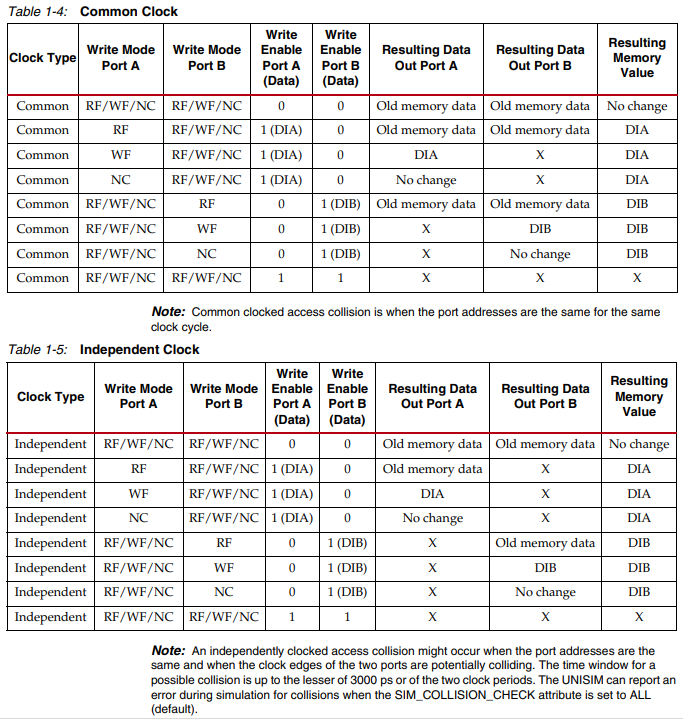 Table 1-4: Common Clock
Clock Type Write Mode Port A Write Mode Port B Write Enable Port A (Data) Write Enable Port B (Data) Resulting Data Out Port A Resulting Data Out Port B Resulting Memory Value
Common RF/WF/NC RF/WF/NC 0 0 Old memory data Old memory data No change
Common RF RF/WF/NC 1 (DIA) 0 Old memory data Old memory data DIA
Common WF RF/WF/NC 1 (DIA) 0 DIA X DIA
Common NC RF/WF/NC 1 (DIA) 0 No change X DIA
Common RF/WF/NC RF 0 1 (DIB) Old memory data Old memory data DIB
Common RF/WF/NC WF 0 1 (DIB) X DIB DIB
Common RF/WF/NC NC 0 1 (DIB) X No change DIB
Common RF/WF/NC RF/WF/NC 1 1 X X X
Note: Common clocked access collision is when the port addresses are the same for the same
clock cycle.
Table 1-5: Independent Clock
Clock Type Write Mode Port A Write Mode Port B Write Enable Port A (Data) Write Enable Port B (Data) Resulting Data Out Port A Resulting Data Out Port B Resulting Memory Value
Independent RF/WF/NC RF/WF/NC 0 0 Old memory data Old memory data No change
Independent RF RF/WF/NC 1 (DIA) 0 Old memory data X DIA
Independent WF RF/WF/NC 1 (DIA) 0 DIA X DIA
Independent NC RF/WF/NC 1 (DIA) 0 No change X DIA
Independent RF/WF/NC RF 0 1 (DIB) X Old memory data DIB
Independent RF/WF/NC WF 0 1 (DIB) X DIB DIB
Independent RF/WF/NC NC 0 1 (DIB) X No change DIB
Independent RF/WF/NC RF/WF/NC 1 1 X X X
Note: An independently clocked access collision might occur when the port addresses are the
same and when the clock edges of the two ports are potentially colliding. The time window for a
possible collision is up to the lesser of 3000 ps or of the two clock periods. The UNISIM can report an
error during simulation for collisions when the SIM_COLLISION_CHECK attribute is set to ALL
(default).